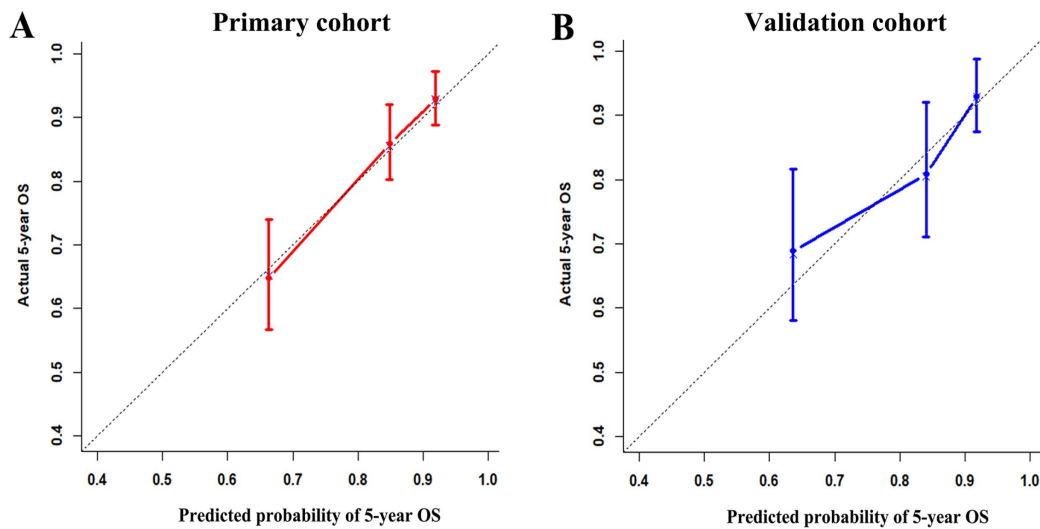 A
Primary cohort
Actual 5-year OS
1.0
0.9
0.8
0.7
0.6
0.5
0.4
0.4 0.5 0.6 0.7 0.8 0.9 1.0
Predicted probability of 5-year OS
B
Validation cohort
Actual 5-year OS
1.0
0.9
0.8
0.7
0.6
0.5
0.4
0.4 0.5 0.6 0.7 0.8 0.9 1.0
Predicted probability of 5-year OS